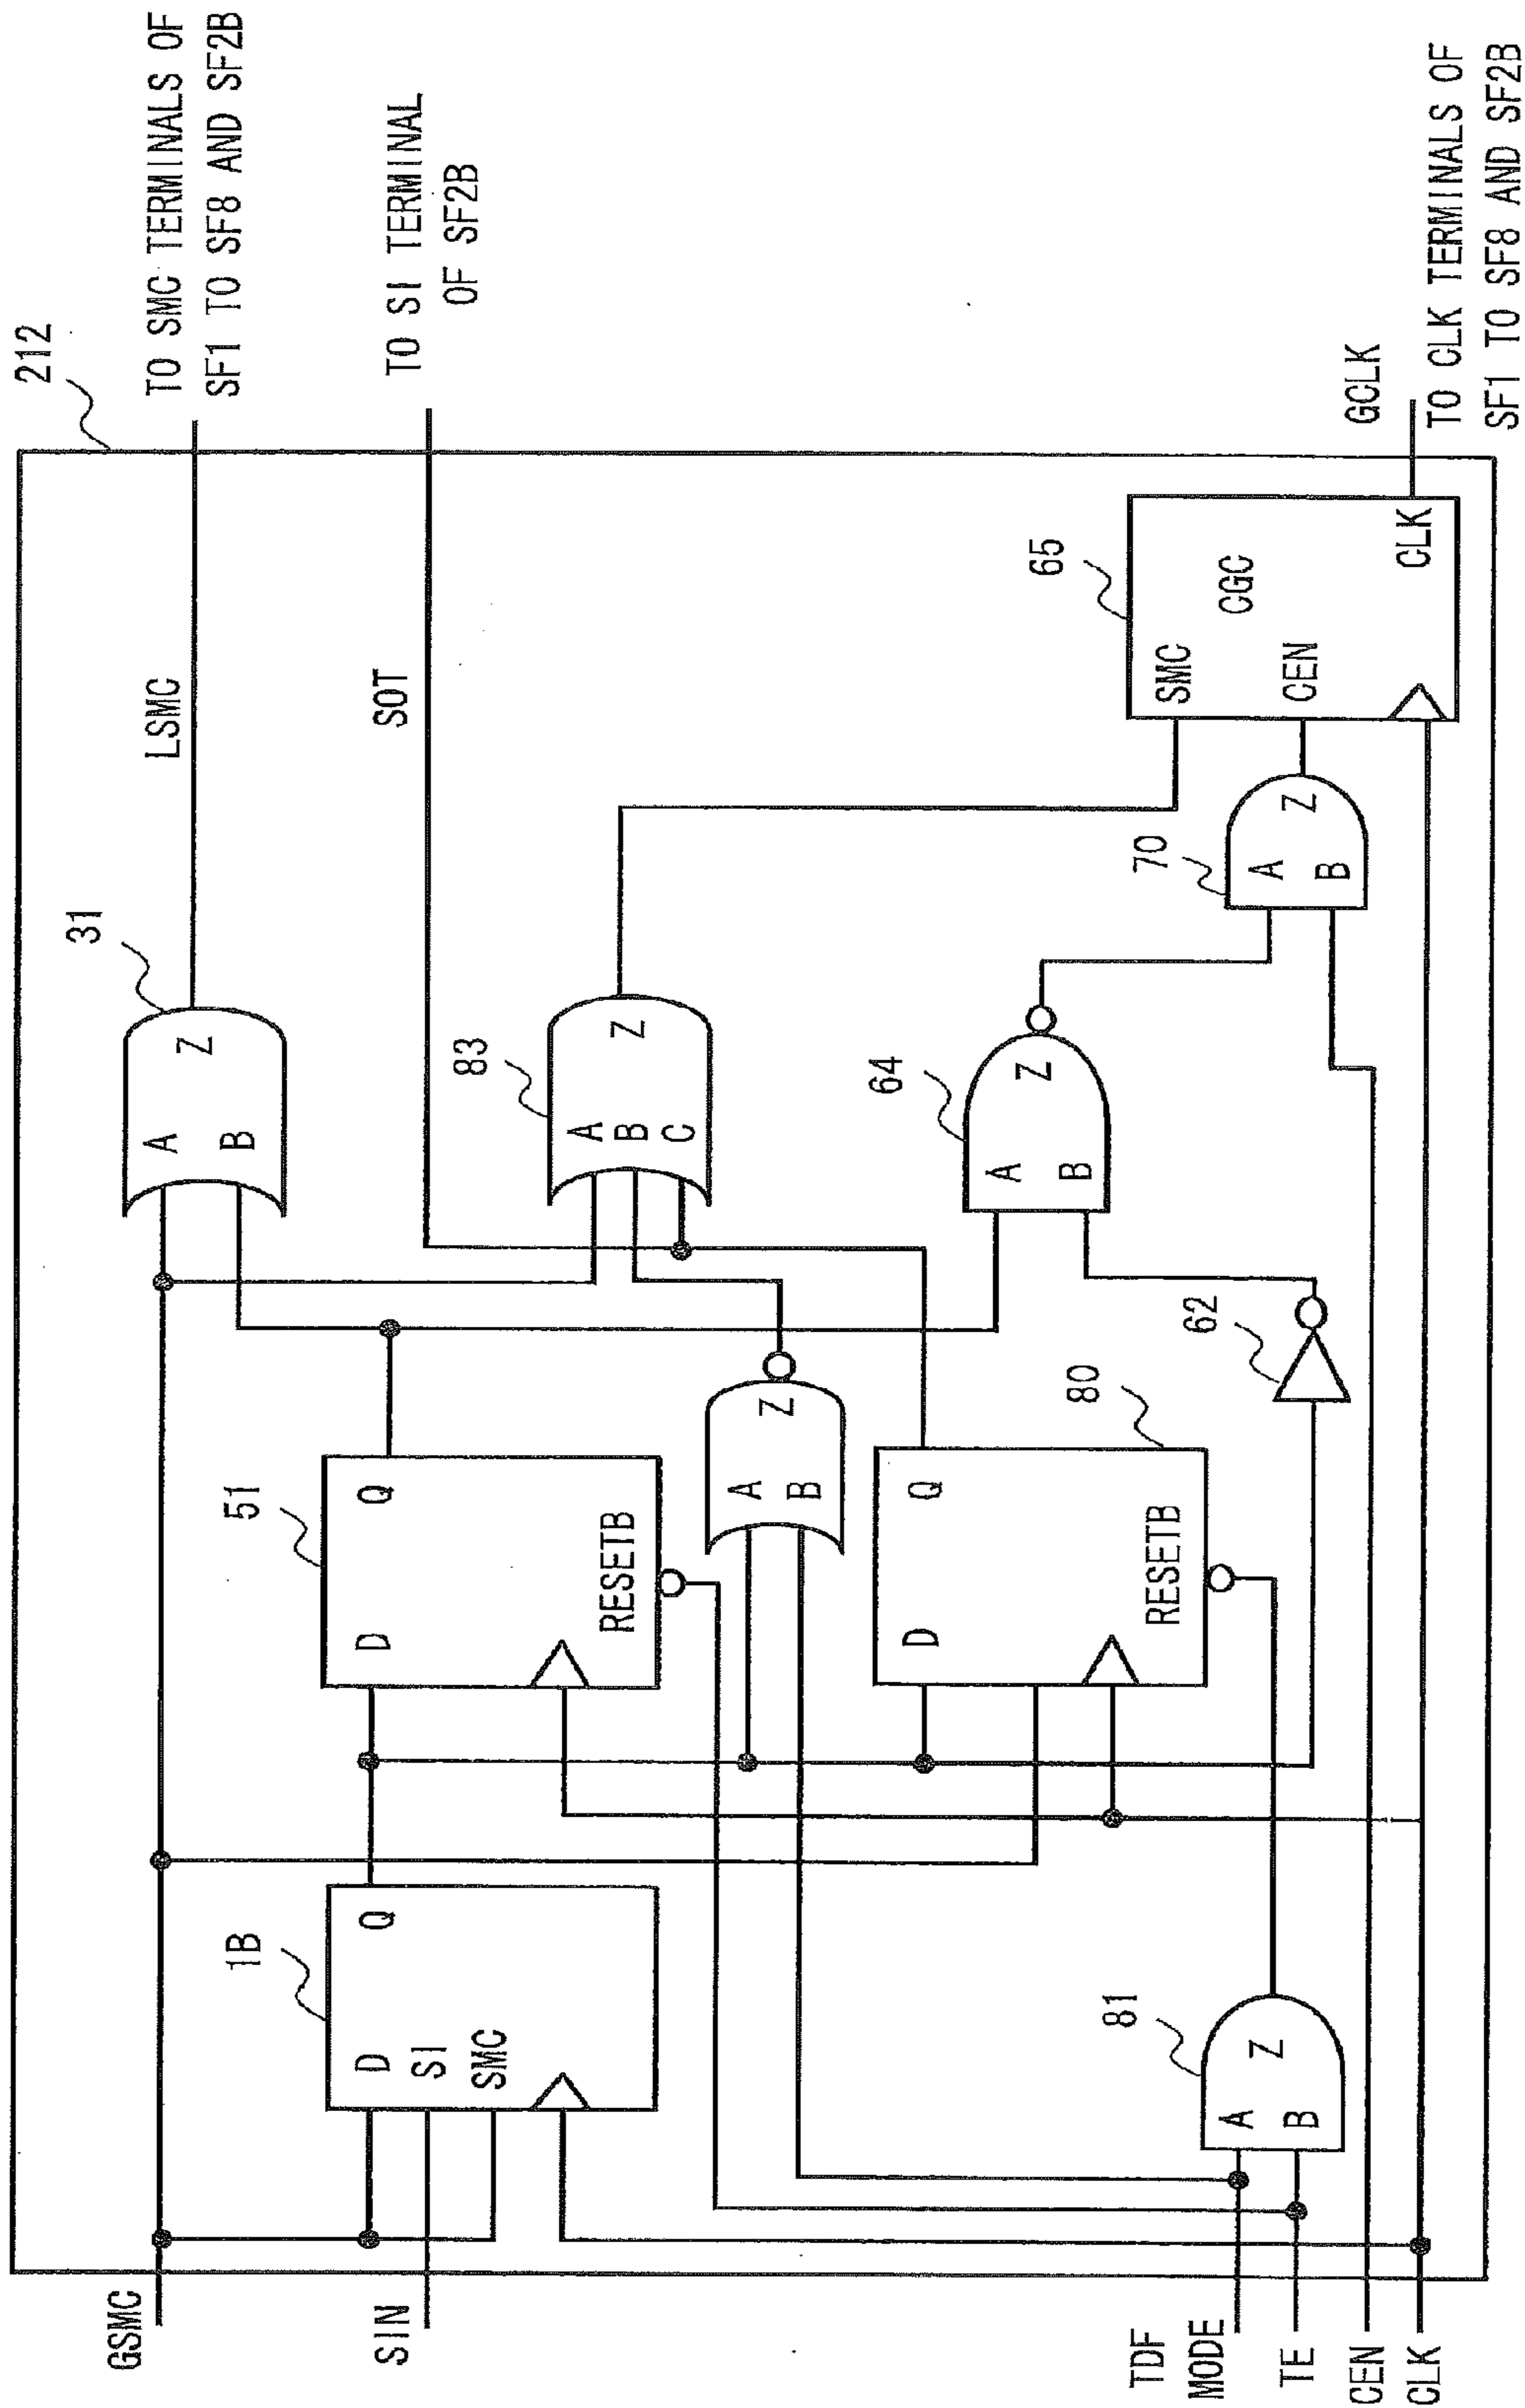 212
GSMC
LSMC
TO SMC TERMINALS OF
SF1 TO SF8 AND SF2B
31
A
B
Z
SIN
SOT
TO SI TERMINAL
OF SF2B
1B
D
SI
SMC
Q
51
D
Q
RESETB
83
A
B
C
Z
A
B
Z
80
D
Q
RESETB
64
A
B
Z
62
65
SMC
CGC
CEN
CLK
70
A
B
Z
81
A
B
Z
TDF
MODE
TE
CEN
CLK
GCLK
TO CLK TERMINALS OF
SF1 TO SF8 AND SF2B